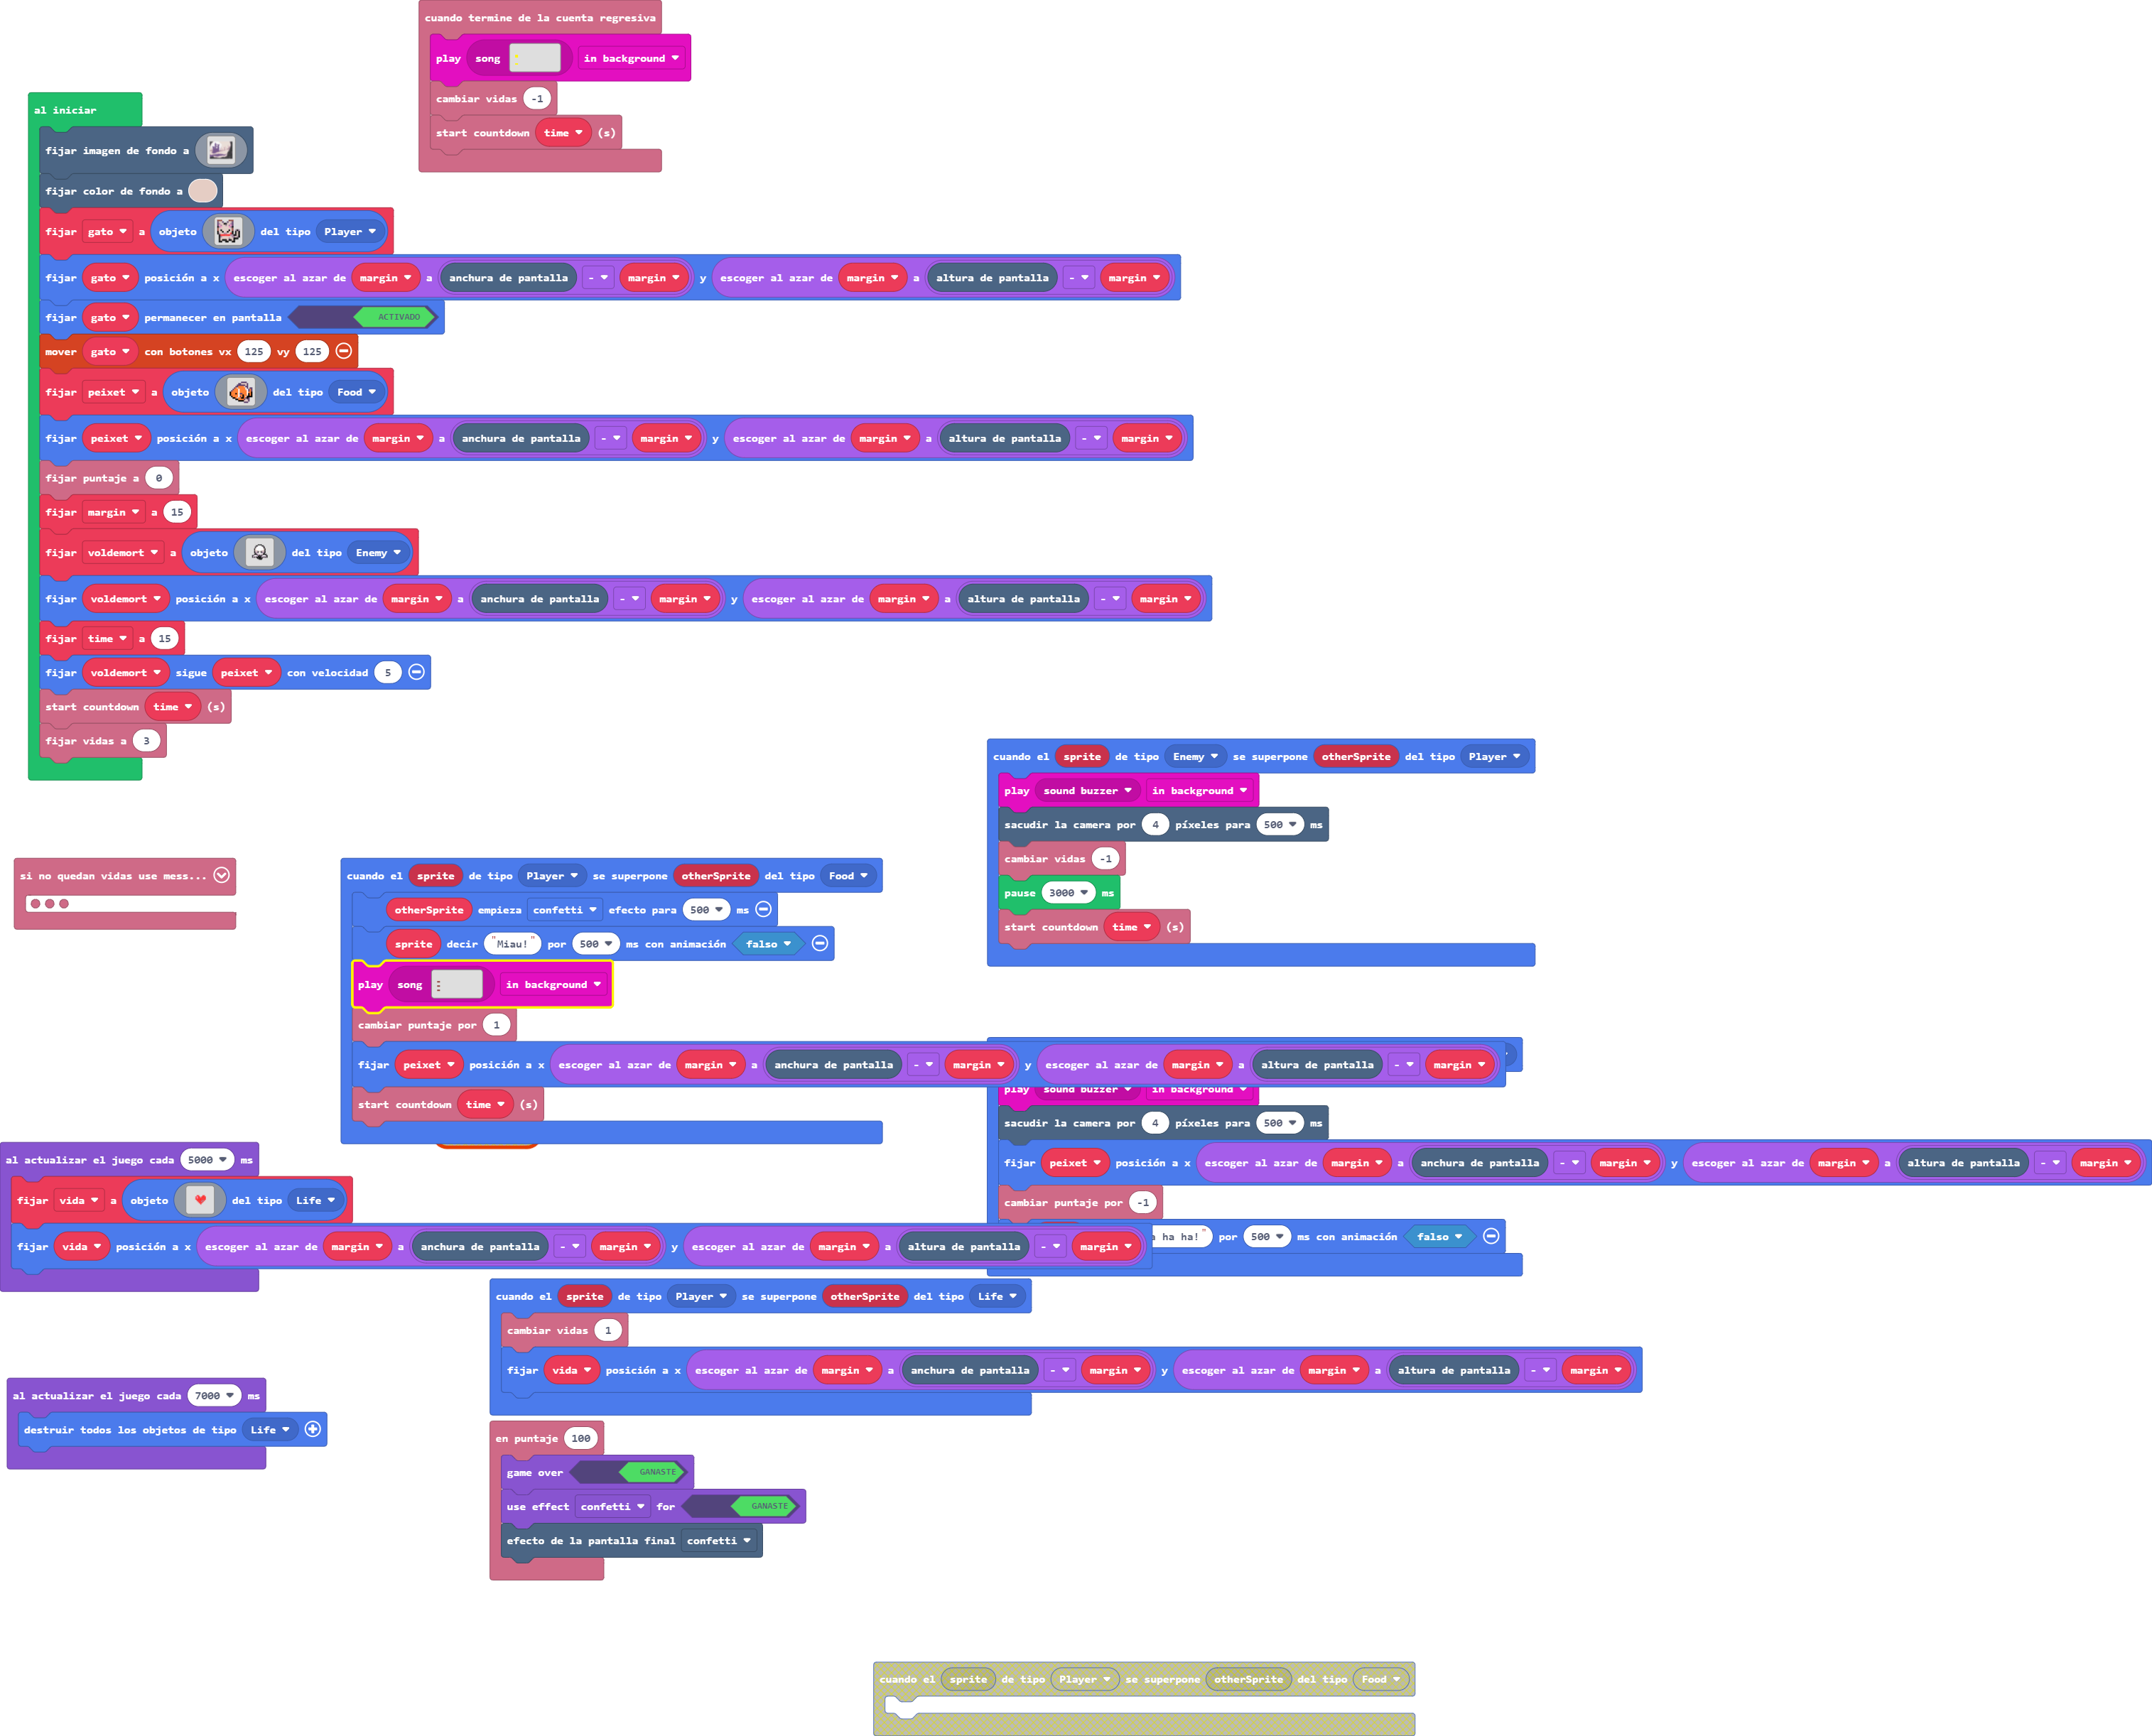 cuando termine de la cuenta regresiva
play song in background
cambiar vidas -1
start countdown time (s)
al iniciar
fijar imagen de fondo a
fijar color de fondo a
fijar gato a objeto del tipo Player
fijar gato posición a x escoger al azar de margin a anchura de pantalla - margin y escoger al azar de margin a altura de pantalla - margin
fijar gato permanecer en pantalla ACTIVADO
mover gato con botones vx 125 vy 125
fijar peixet a objeto del tipo Food
fijar peixet posición a x escoger al azar de margin a anchura de pantalla - margin y escoger al azar de margin a altura de pantalla - margin
fijar puntaje a 0
fijar margin a 15
fijar voldemort a objeto del tipo Enemy
fijar voldemort posición a x escoger al azar de margin a anchura de pantalla - margin y escoger al azar de margin a altura de pantalla - margin
fijar time a 15
fijar voldemort sigue peixet con velocidad 5
start countdown time (s)
fijar vidas a 3
cuando el sprite de tipo Enemy se superpone otherSprite del tipo Player
play sound buzzer in background
sacudir la camera por 4 píxeles para 500 ms
cambiar vidas -1
pause 3000 ms
start countdown time (s)
si no quedan vidas use mess...
cuando el sprite de tipo Player se superpone otherSprite del tipo Food
otherSprite empieza confetti efecto para 500 ms
sprite decir "Miau!" por 500 ms con animación falso
play song in background
cambiar puntaje por 1
fijar peixet posición a x escoger al azar de margin a anchura de pantalla - margin y escoger al azar de margin a altura de pantalla - margin
start countdown time (s)
play sound buzzer in background
sacudir la camera por 4 píxeles para 500 ms
fijar peixet posición a x escoger al azar de margin a anchura de pantalla - margin y escoger al azar de margin a altura de pantalla - margin
cambiar puntaje por -1
a ha ha!" por 500 ms con animación falso
al actualizar el juego cada 5000 ms
fijar vida a objeto del tipo Life
fijar vida posición a x escoger al azar de margin a anchura de pantalla - margin y escoger al azar de margin a altura de pantalla - margin
cuando el sprite de tipo Player se superpone otherSprite del tipo Life
cambiar vidas 1
fijar vida posición a x escoger al azar de margin a anchura de pantalla - margin y escoger al azar de margin a altura de pantalla - margin
al actualizar el juego cada 7000 ms
destruir todos los objetos de tipo Life
en puntaje 100
game over GANASTE
use effect confetti for GANASTE
efecto de la pantalla final confetti
cuando el sprite de tipo Player se superpone otherSprite del tipo Food